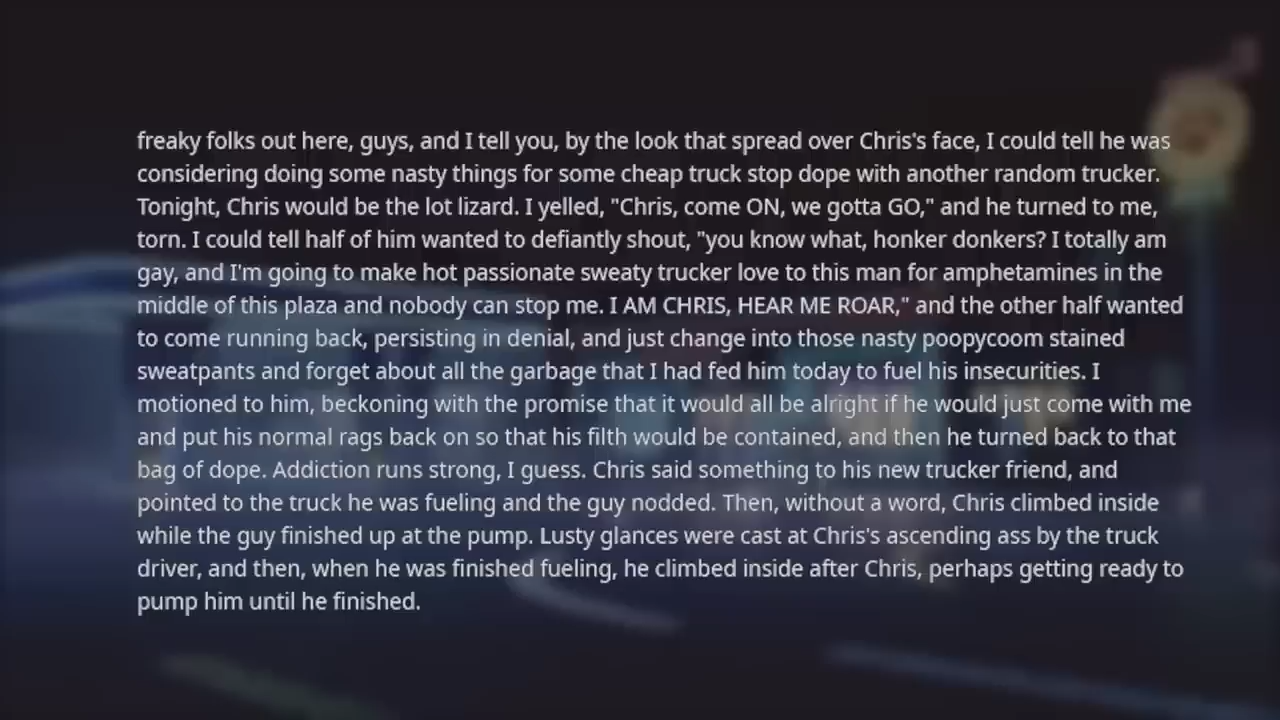 freaky folks out here, guys, and I tell you, by the look that spread over Chris's face, I could tell he was
considering doing some nasty things for some cheap truck stop dope with another random trucker.
Tonight, Chris would be the lot lizard. I yelled, "Chris, come ON, we gotta GO," and he turned to me,
torn. I could tell half of him wanted to defiantly shout, "you know what, honker donkers? I totally am
gay, and I'm going to make hot passionate sweaty trucker love to this man for amphetamines in the
middle of this plaza and nobody can stop me. I AM CHRIS, HEAR ME ROAR," and the other half wanted
to come running back, persisting in denial, and just change into those nasty poopycoom stained
sweatpants and forget about all the garbage that I had fed him today to fuel his insecurities. I
motioned to him, beckoning with the promise that it would all be alright if he would just come with me
and put his normal rags back on so that his filth would be contained, and then he turned back to that
bag of dope. Addiction runs strong, I guess. Chris said something to his new trucker friend, and
pointed to the truck he was fueling and the guy nodded. Then, without a word, Chris climbed inside
while the guy finished up at the pump. Lusty glances were cast at Chris's ascending ass by the truck
driver, and then, when he was finished fueling, he climbed inside after Chris, perhaps getting ready to
pump him until he finished.